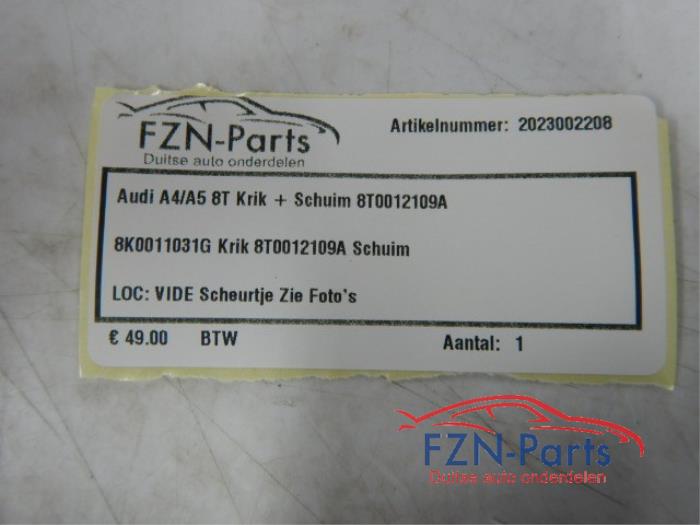 FZN-Parts
Duitse auto onderdelen
Artikelnummer: 2023002208
Audi A4/A5 8T Krik + Schuim 8T0012109A
8K0011031G Krik 8T0012109A Schuim
LOC: VIDE Scheurtje Zie Foto's
€ 49.00 BTW Aantal: 1
FZN-Parts
Duitse auto onderdelen